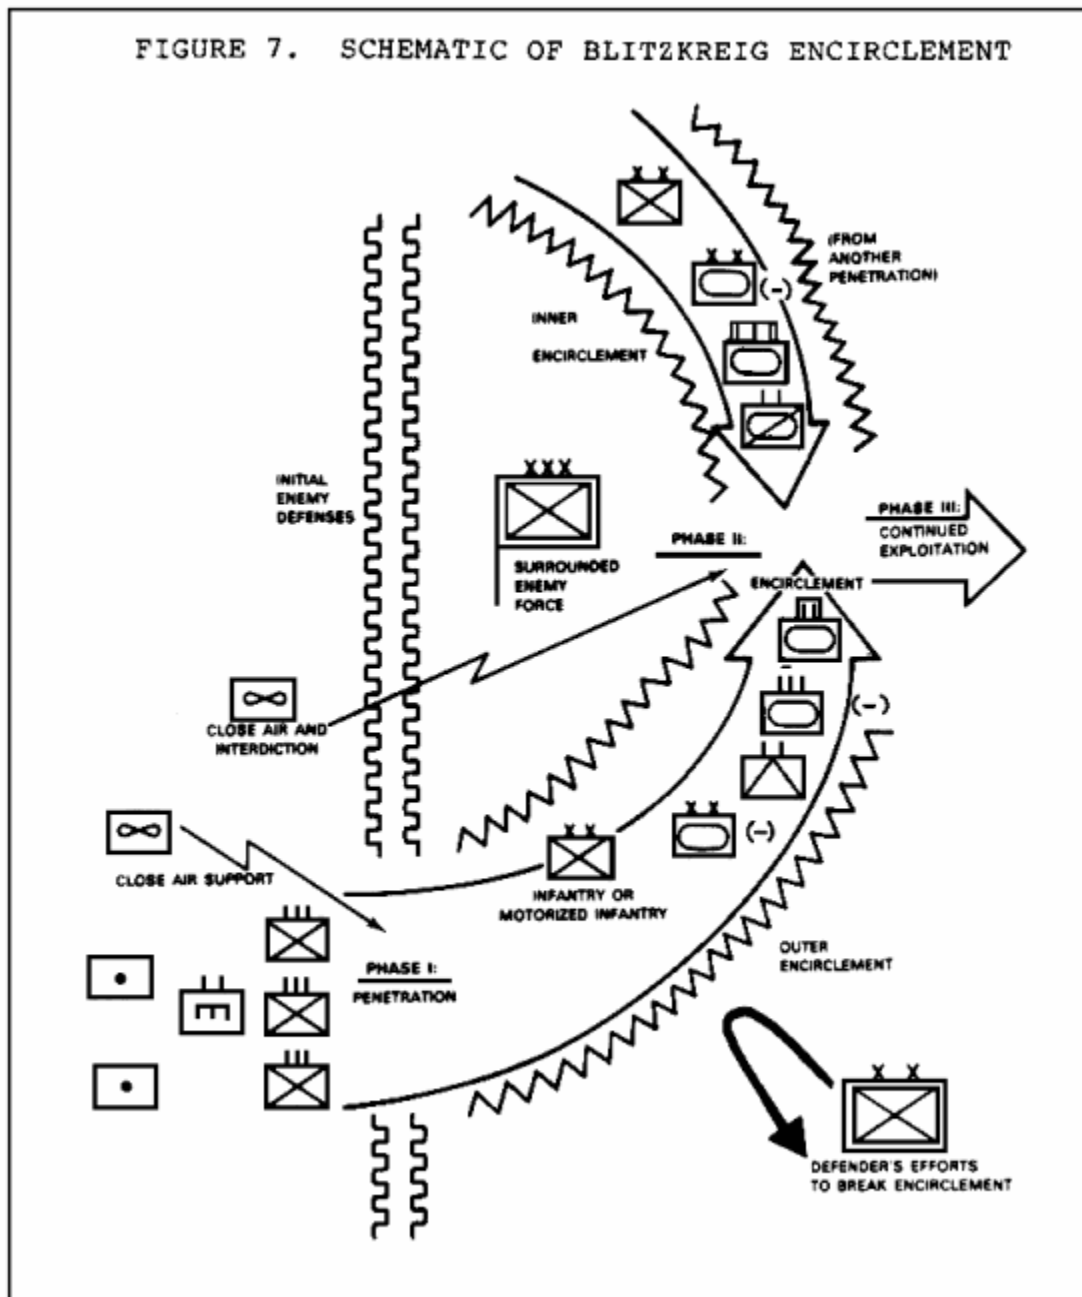 FIGURE 7. SCHEMATIC OF BLITZKREIG ENCIRCLEMENT
(FROM
ANOTHER
PENETRATION)
(-)
INNER
ENCIRCLEMENT
INITIAL
ENEMY
DEFENSES
XXX
SURROUNDED
ENEMY
FORCE
PHASE II:
ENCIRCLEMENT
PHASE III:
CONTINUED
EXPLOITATION
CLOSE AIR AND
INTERDICTION
(-)
(-)
CLOSE AIR SUPPORT
INFANTRY OR
MOTORIZED INFANTRY
PHASE I:
PENETRATION
OUTER
ENCIRCLEMENT
DEFENDER'S EFFORTS
TO BREAK ENCIRCLEMENT